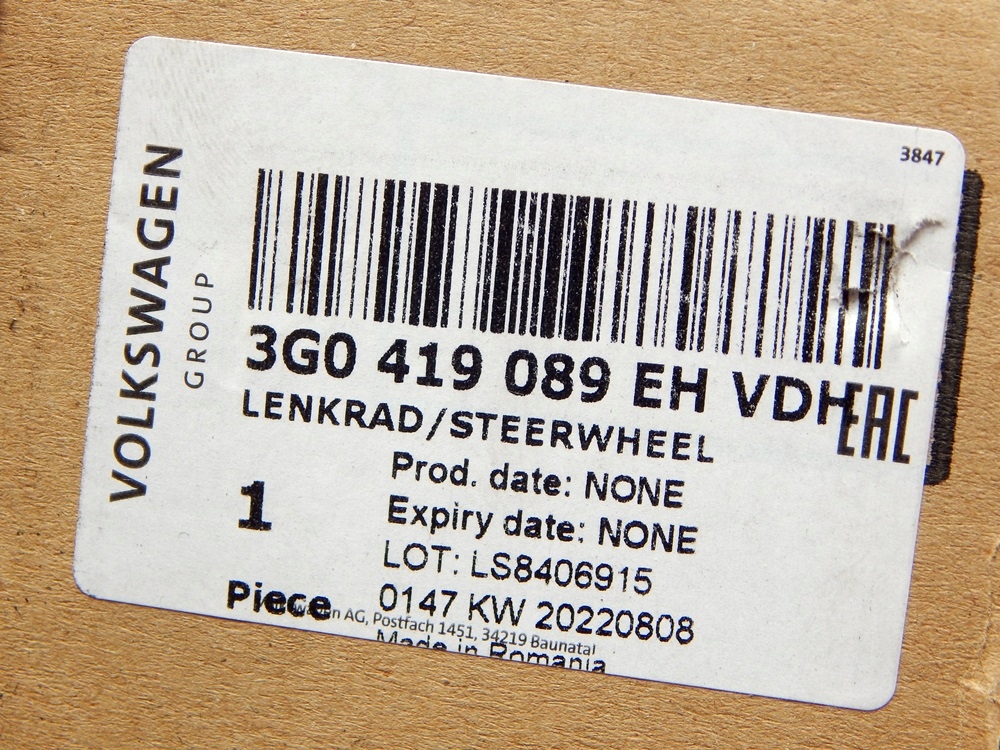 VOLKSWAGEN
GROUP
3847
3G0 419 089 EH VDH
EAC
LENKRAD/STEERWHEEL
Prod. date: NONE
Expiry date: NONE
LOT: LS8406915
0147 KW 20220808
1
Piece
AG, Postfach 1451, 34219 Baunatal
Made in Romania